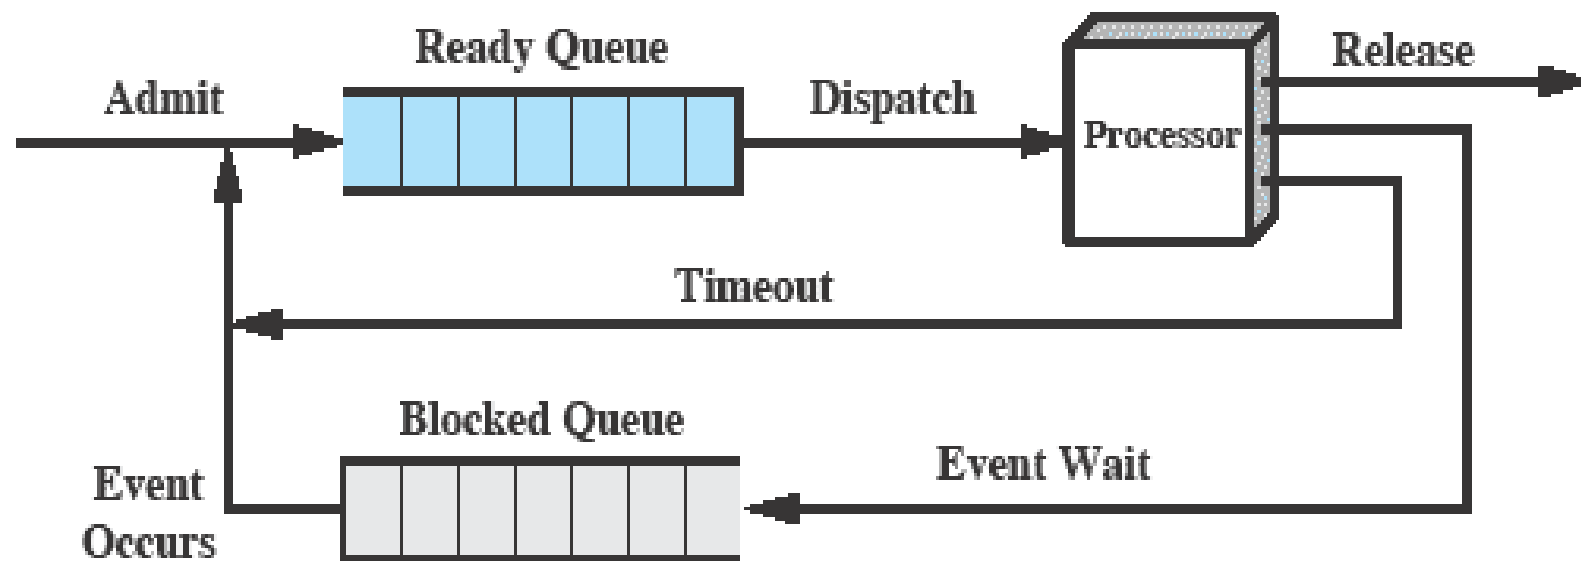 Ready Queue
Release
Admit
Dispatch
Processor
Timeout
Blocked Queue
Event Wait
Event
Occurs